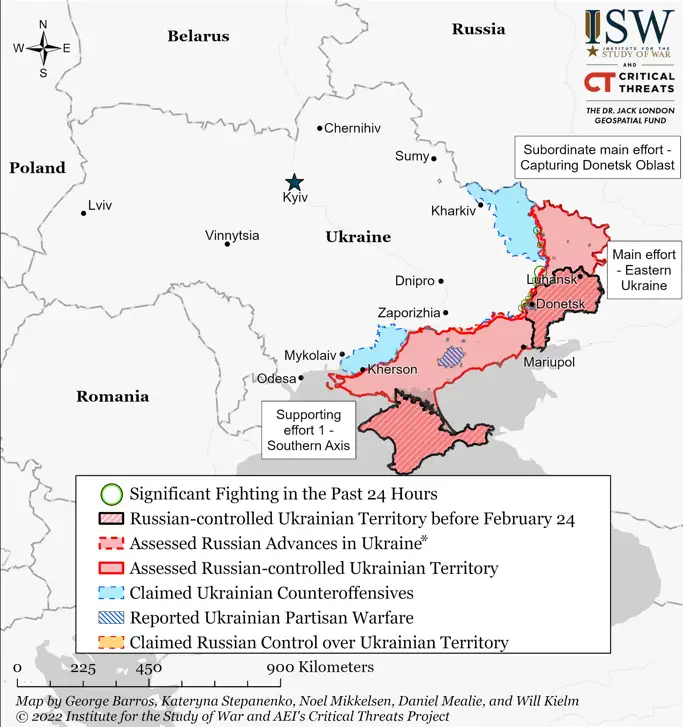 N
W E
S
Belarus
Russia
ISW
INSTITUTE FOR THE
STUDY OF WAR
AND
CT CRITICAL
THREATS
THE DR. JACK LONDON
GEOSPATIAL FUND
Chernihiv
Subordinate main effort -
Capturing Donetsk Oblast
Sumy
Poland
Kyiv
Lviv
Kharkiv
Vinnytsia
Ukraine
Main effort
- Eastern
Ukraine
Dnipro
Luhansk
Donetsk
Zaporizhia
Mykolaiv
Mariupol
Kherson
Odesa
Romania
Supporting
effort 1 -
Southern Axis
Significant Fighting in the Past 24 Hours
Russian-controlled Ukrainian Territory before February 24
Assessed Russian Advances in Ukraine*
Assessed Russian-controlled Ukrainian Territory
Claimed Ukrainian Counteroffensives
Reported Ukrainian Partisan Warfare
Claimed Russian Control over Ukrainian Territory
0 225 450 900 Kilometers
Map by George Barros, Kateryna Stepanenko, Noel Mikkelsen, Daniel Mealie, and Will Kielm
© 2022 Institute for the Study of War and AEI's Critical Threats Project